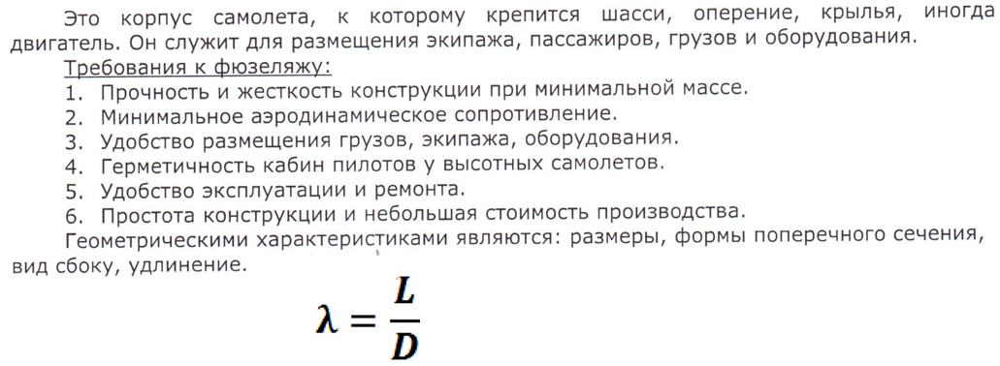 Это корпус самолета, к которому крепится шасси, оперение, крылья, иногда
двигатель. Он служит для размещения экипажа, пассажиров, грузов и оборудования.
Требования к фюзеляжу:
1. Прочность и жесткость конструкции при минимальной массе.
2. Минимальное аэродинамическое сопротивление.
3. Удобство размещения грузов, экипажа, оборудования.
4. Герметичность кабин пилотов у высотных самолетов.
5. Удобство эксплуатации и ремонта.
6. Простота конструкции и небольшая стоимость производства.
Геометрическими характеристиками являются: размеры, формы поперечного сечения,
вид сбоку, удлинение.
λ = L/D